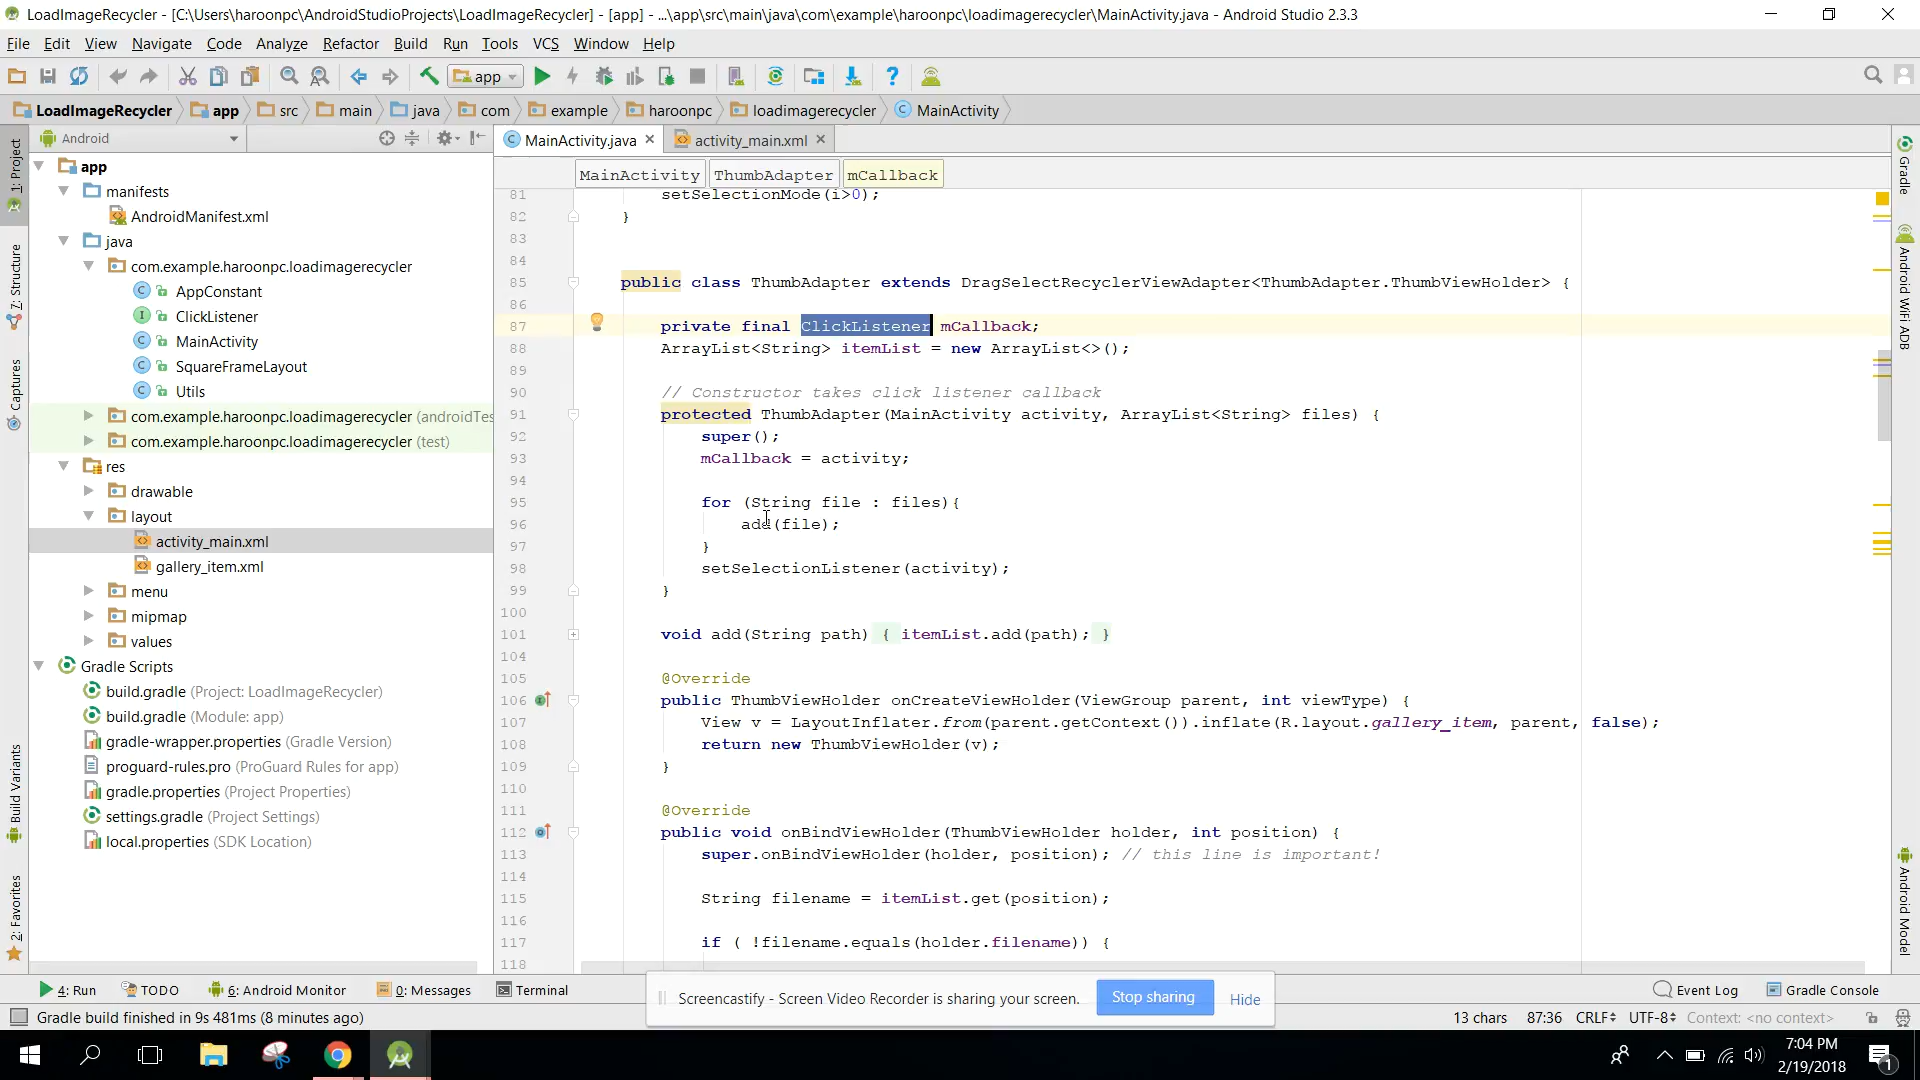 LoadImageRecycler - [C:\Users\haroonpc\AndroidStudioProjects\LoadImageRecycler] - [app] - ...\app\src\main\java\com\example\haroonpc\loadimagerecycler\MainActivity.java - Android Studio 2.3.3
File Edit View Navigate Code Analyze Refactor Build Run Tools VCS Window Help
app
LoadImageRecycler app src main java com example haroonpc loadimagerecycler MainActivity
Android
MainActivity.java activity_main.xml
MainActivity ThumbAdapter mCallback
1: Project
Z: Structure
Captures
Build Variants
2: Favorites
app
manifests
AndroidManifest.xml
java
com.example.haroonpc.loadimagerecycler
AppConstant
ClickListener
MainActivity
SquareFrameLayout
Utils
com.example.haroonpc.loadimagerecycler (androidTes
com.example.haroonpc.loadimagerecycler (test)
res
drawable
layout
activity_main.xml
gallery_item.xml
menu
mipmap
values
Gradle Scripts
build.gradle (Project: LoadImageRecycler)
build.gradle (Module: app)
gradle-wrapper.properties (Gradle Version)
proguard-rules.pro (ProGuard Rules for app)
gradle.properties (Project Properties)
settings.gradle (Project Settings)
local.properties (SDK Location)
81 setSelectionMode(i>0);
82 }
83
84
85 public class ThumbAdapter extends DragSelectRecyclerViewAdapter<ThumbAdapter.ThumbViewHolder> {
86
87 private final ClickListener mCallback;
88 ArrayList<String> itemList = new ArrayList<>();
89
90 // Constructor takes click listener callback
91 protected ThumbAdapter(MainActivity activity, ArrayList<String> files) {
92 super();
93 mCallback = activity;
94
95 for (String file : files){
96 add(file);
97 }
98 setSelectionListener(activity);
99 }
100
101 void add(String path) { itemList.add(path); }
104
105 @Override
106 public ThumbViewHolder onCreateViewHolder(ViewGroup parent, int viewType) {
107 View v = LayoutInflater.from(parent.getContext()).inflate(R.layout.gallery_item, parent, false);
108 return new ThumbViewHolder(v);
109 }
110
111 @Override
112 public void onBindViewHolder(ThumbViewHolder holder, int position) {
113 super.onBindViewHolder(holder, position); // this line is important!
114
115 String filename = itemList.get(position);
116
117 if ( !filename.equals(holder.filename)) {
118
Gradle
Android WiFi ADB
Android Model
4: Run TODO 6: Android Monitor 0: Messages Terminal Event Log Gradle Console
Screencastify - Screen Video Recorder is sharing your screen. Stop sharing Hide
Gradle build finished in 9s 481ms (8 minutes ago) 13 chars 87:36 CRLF UTF-8 Context: <no context>
7:04 PM
2/19/2018
1